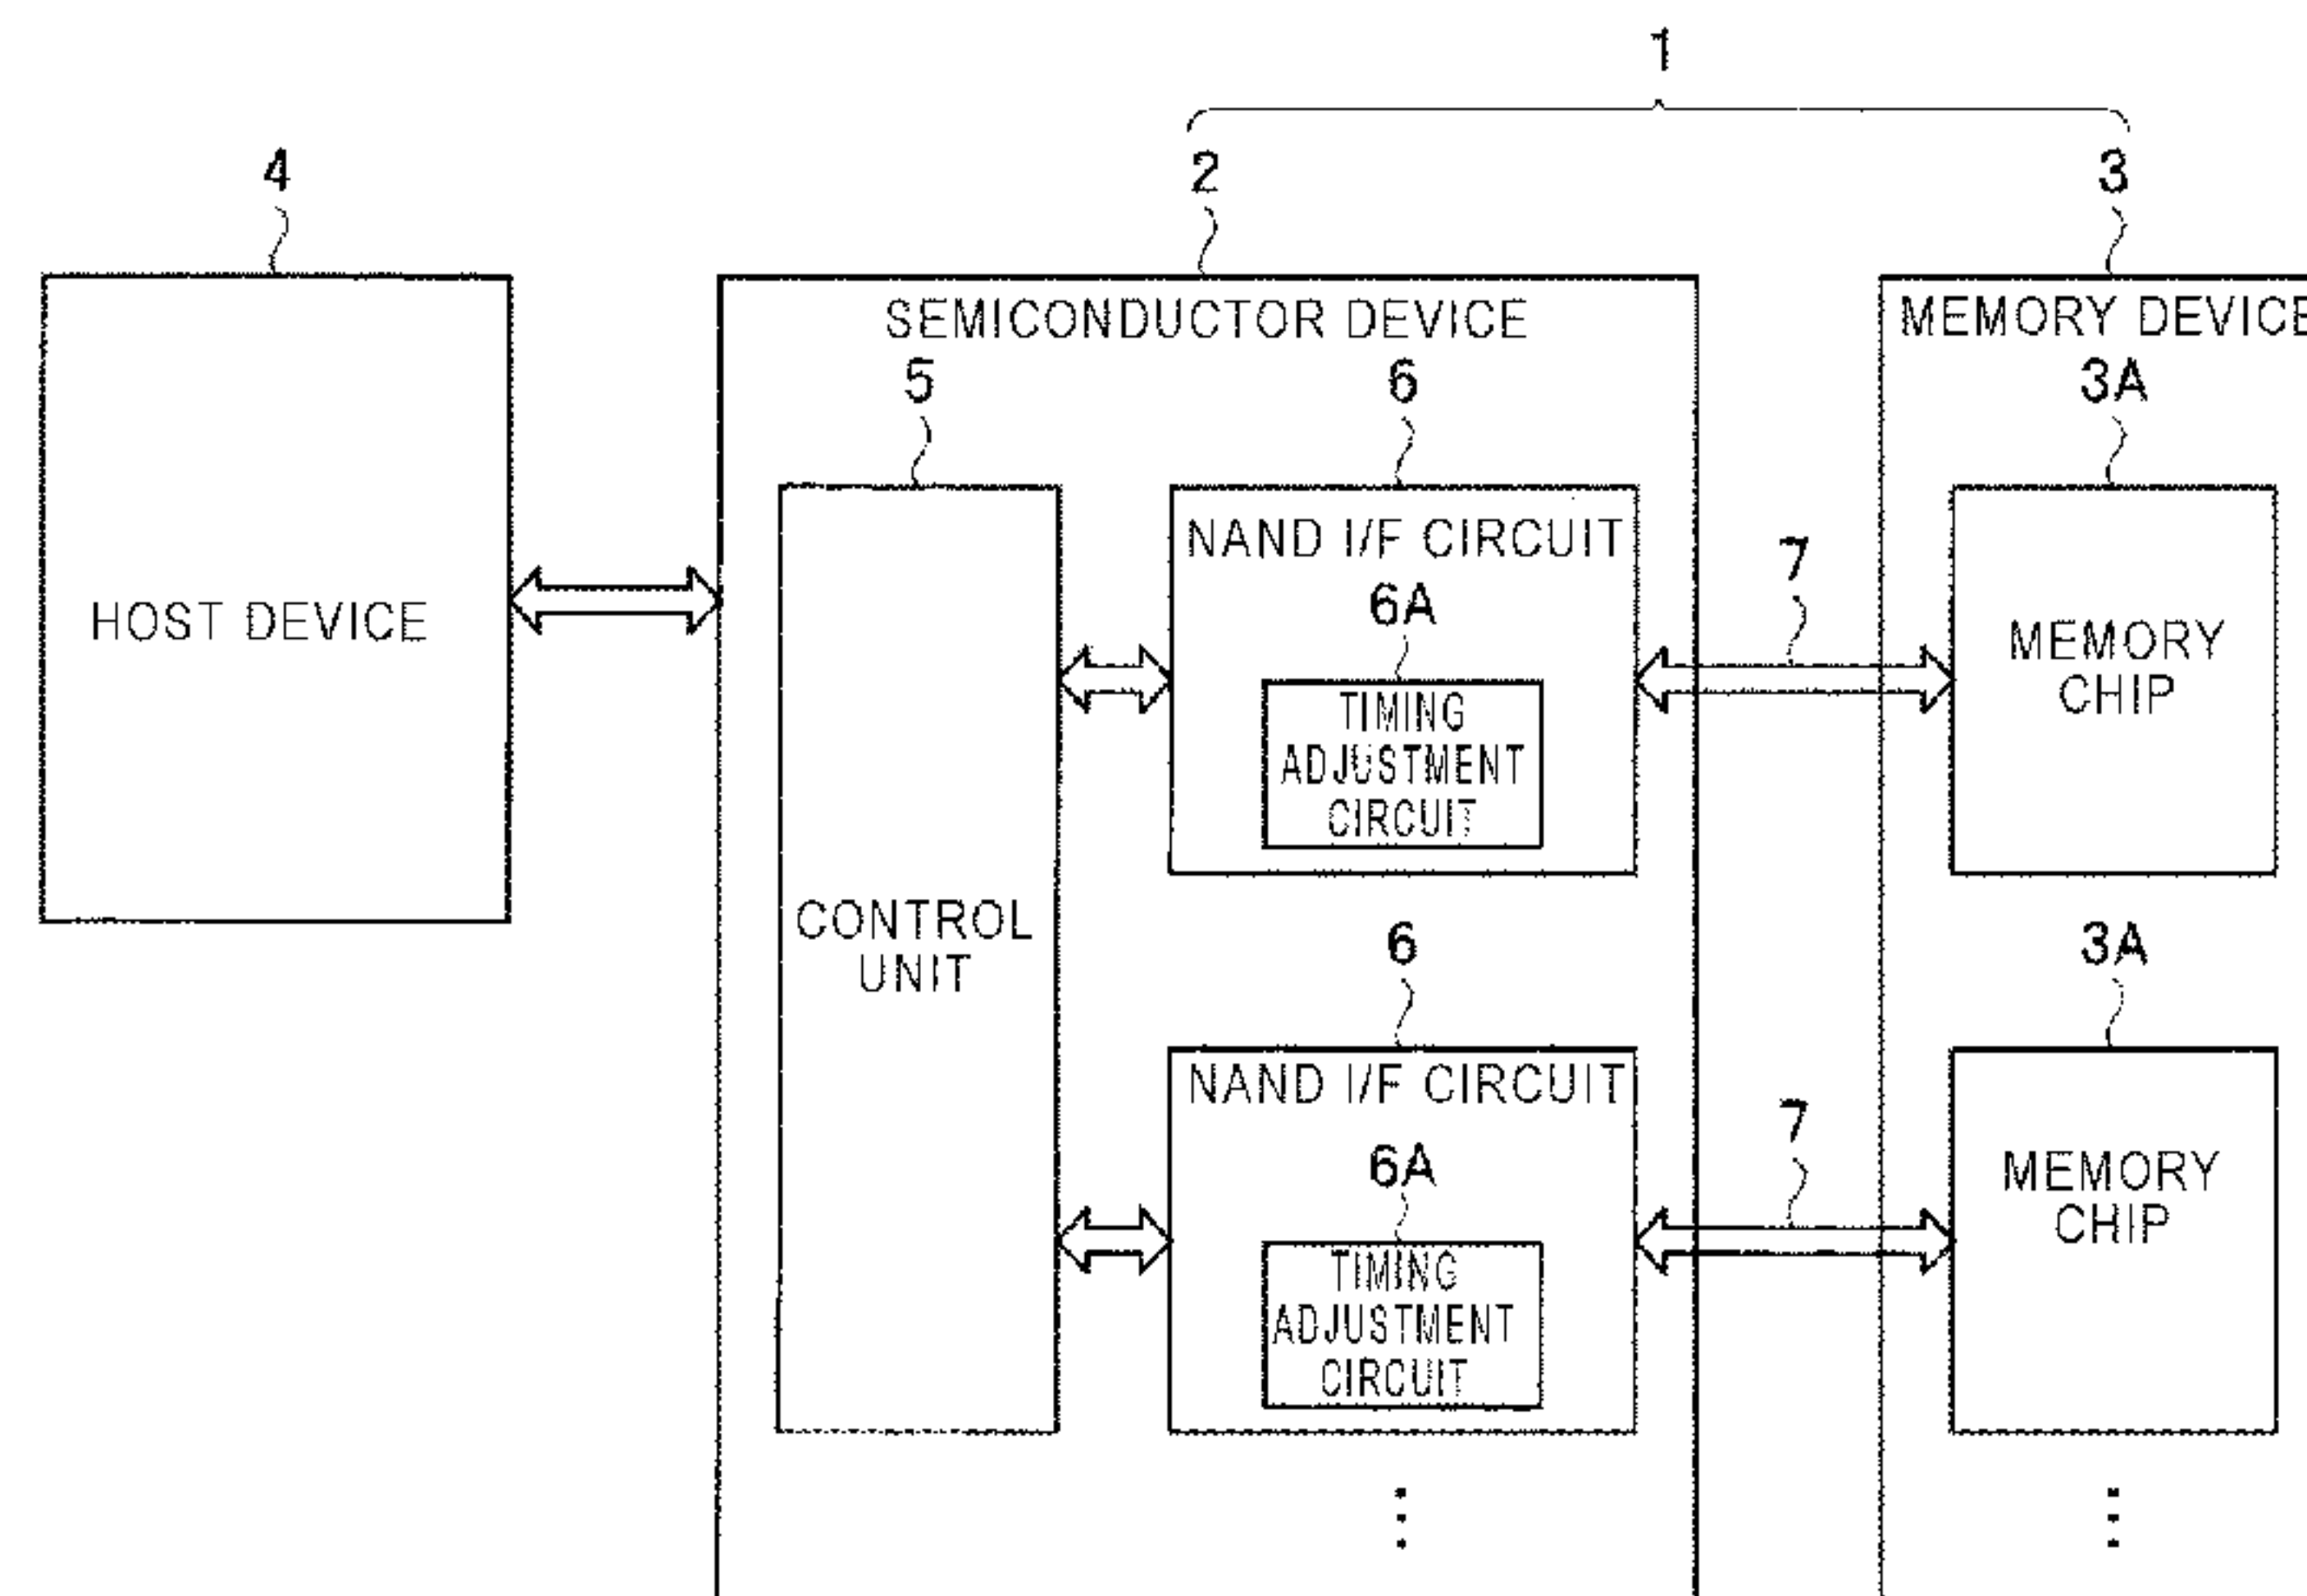 1
4
2
3
SEMICONDUCTOR DEVICE
MEMORY DEVICE
5
6
3A
NAND I/F CIRCUIT
6A
7
HOST DEVICE
MEMORY
CHIP
TIMING
ADJUSTMENT
CIRCUIT
CONTROL
UNIT
6
3A
NAND I/F CIRCUIT
6A
7
MEMORY
CHIP
TIMING
ADJUSTMENT
CIRCUIT